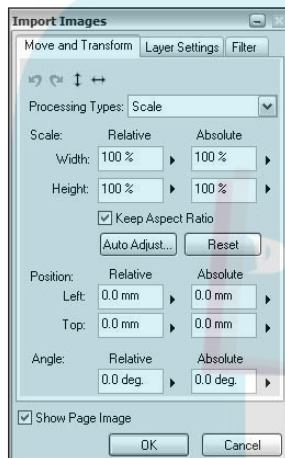 Import Images
Move and Transform Layer Settings Filter
Processing Types: Scale
Scale: Relative Absolute
Width: 100 % 100 %
Height: 100 % 100 %
Keep Aspect Ratio
Auto Adjust... Reset
Position: Relative Absolute
Left: 0.0 mm 0.0 mm
Top: 0.0 mm 0.0 mm
Angle: Relative Absolute
0.0 deg. 0.0 deg.
Show Page Image
OK Cancel